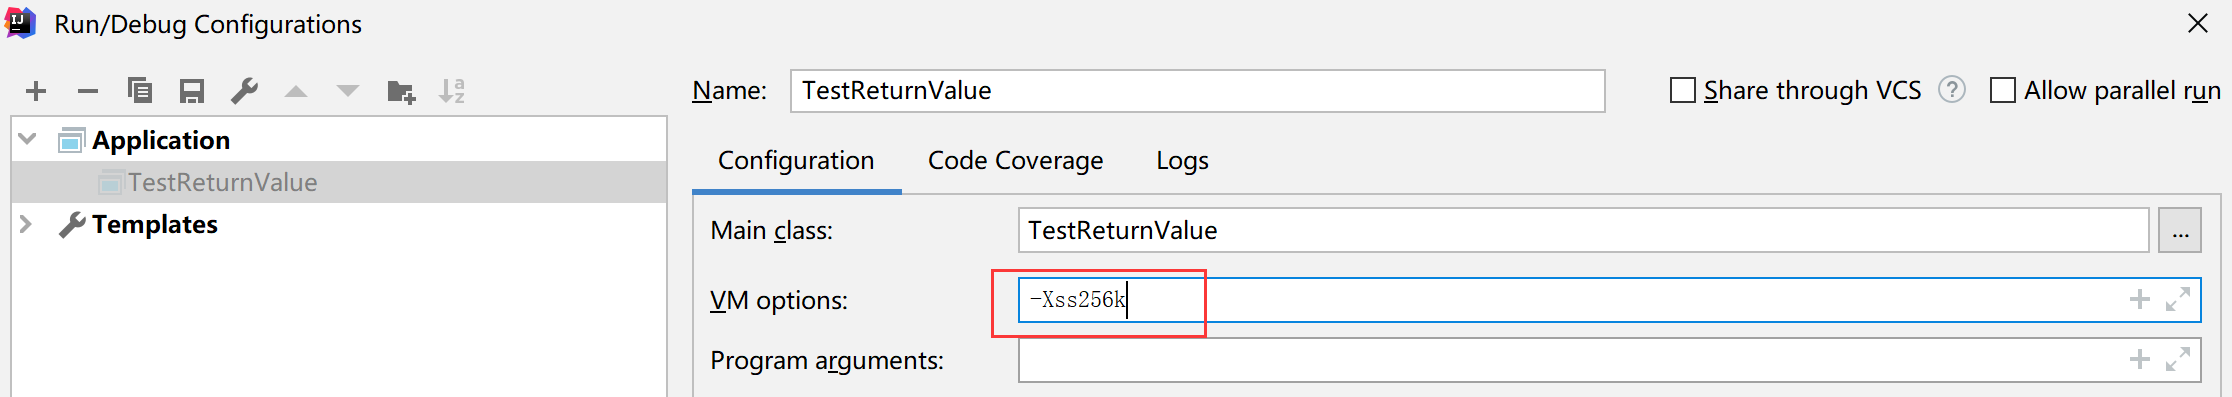 Run/Debug Configurations
Name: TestReturnValue Share through VCS ? Allow parallel run
Application
TestReturnValue
Templates
Configuration Code Coverage Logs
Main class: TestReturnValue ...
VM options: -Xss256k
Program arguments: